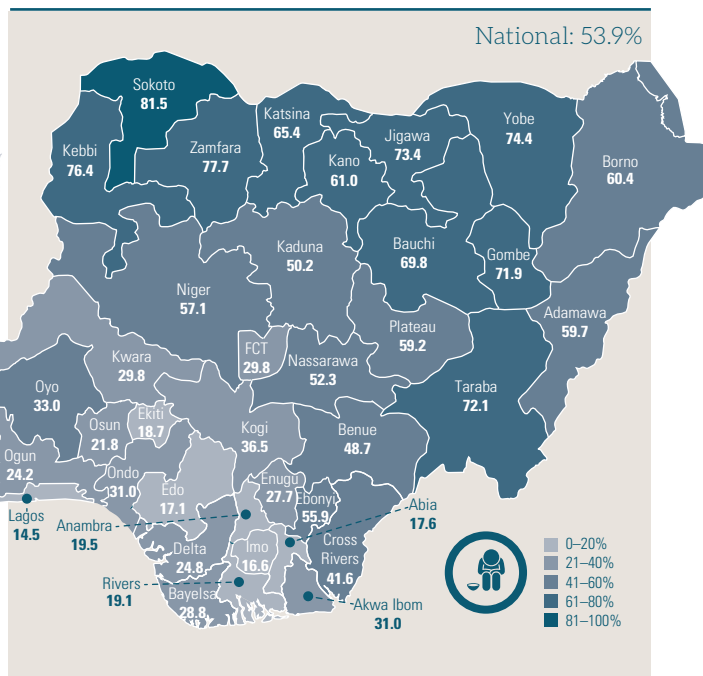 National: 53.9%
Sokoto
81.5
Kebbi
76.4
Zamfara
77.7
Katsina
65.4
Kano
61.0
Jigawa
73.4
Yobe
74.4
Borno
60.4
Kaduna
50.2
Bauchi
69.8
Gombe
71.9
Niger
57.1
Adamawa
59.7
Plateau
59.2
FCT
29.8
Kwara
29.8
Nassarawa
52.3
Taraba
72.1
Oyo
33.0
Ekiti
18.7
Osun
21.8
Kogi
36.5
Benue
48.7
Ogun
24.2
Ondo
31.0
Edo
17.1
Enugu
27.7
Ebonyi
55.9
Lagos
14.5
Anambra
19.5
Abia
17.6
Delta
24.8
Imo
16.6
Cross
Rivers
41.6
Rivers
19.1
Bayelsa
28.8
Akwa Ibom
31.0
0–20%
21–40%
41–60%
61–80%
81–100%